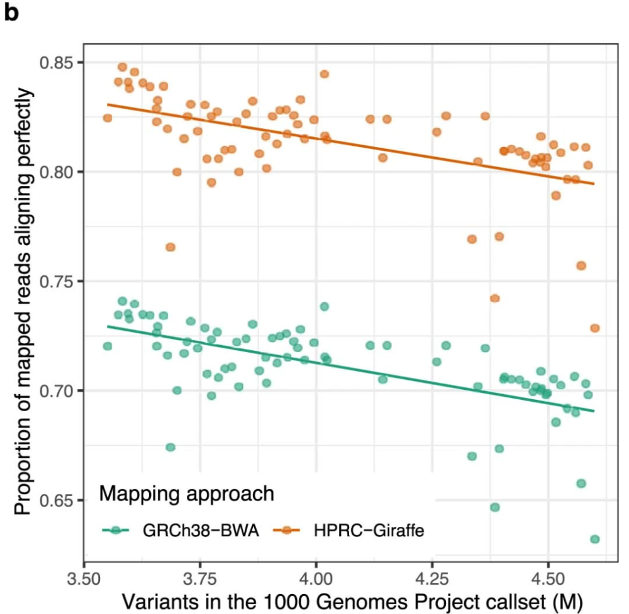 b
Proportion of mapped reads aligning perfectly
0.85
0.80
0.75
0.70
0.65
Mapping approach
GRCh38-BWA HPRC-Giraffe
3.50 3.75 4.00 4.25 4.50
Variants in the 1000 Genomes Project callset (M)